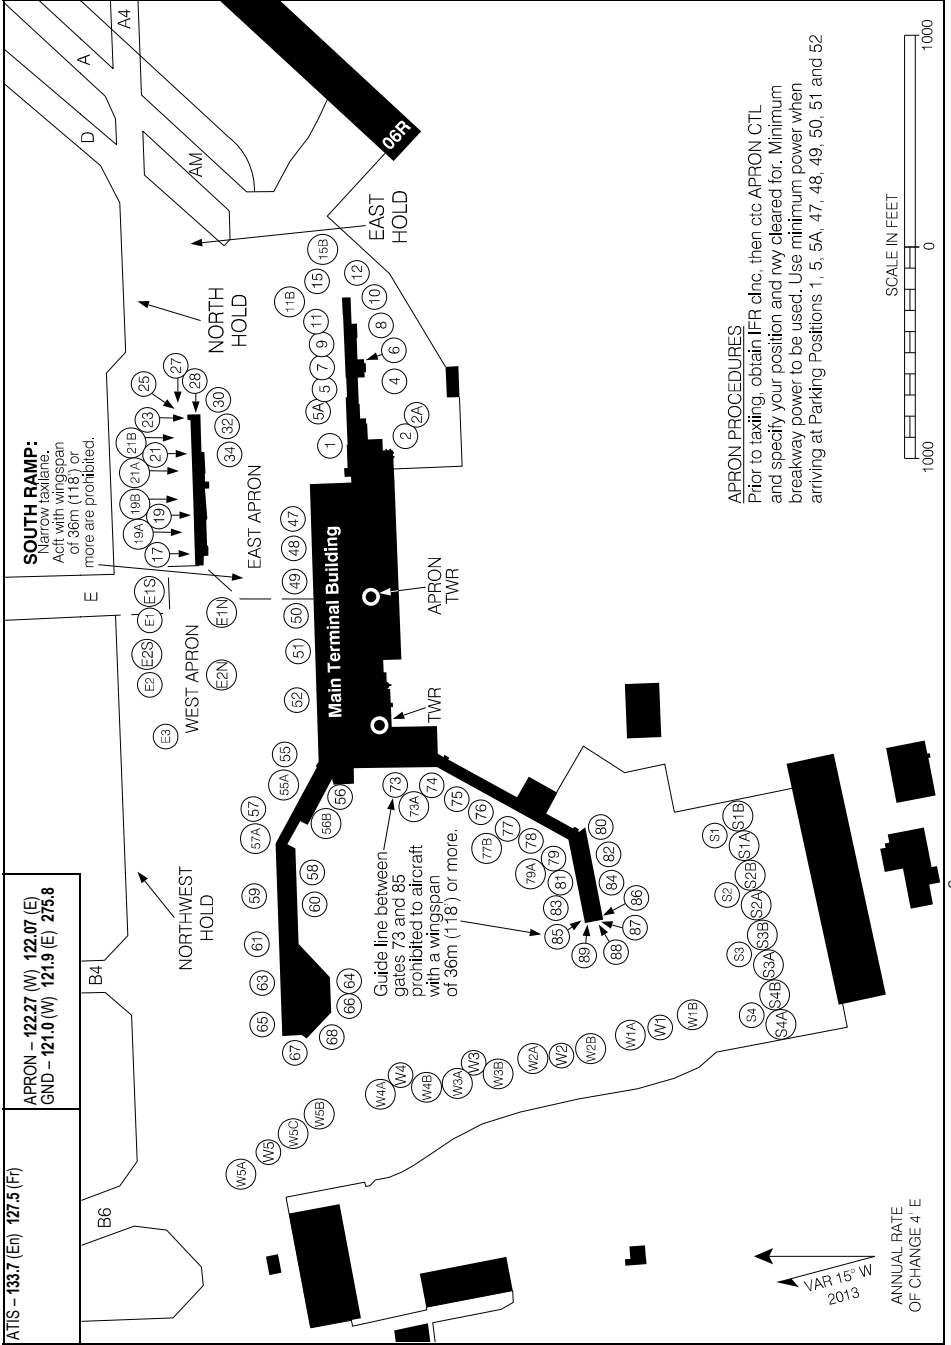 ATIS – 133.7 (En) 127.5 (Fr)
APRON – 122.27 (W) 122.07 (E)
GND – 121.0 (W) 121.9 (E) 275.8
B6
B4
E
D
A
A4
AM
06R
NORTHWEST
HOLD
NORTH
HOLD
EAST
HOLD
SOUTH RAMP:
Narrow taxilane.
Acft with wingspan
of 36m (118') or
more are prohibited.
WEST APRON
EAST APRON
E3
E2
E2S
E1
E1S
E2N
E1N
17
19A
19
19B
21A
21
21B
23
25
27
28
30
32
34
W5A
W5
W5C
W5B
W4A
W4
W4B
W3A
W3
W3B
W2A
W2
W2B
W1A
W1
W1B
65
63
61
59
57A
57
55A
55
52
51
50
49
48
47
67
68
66
64
60
58
56B
56
1
5A
5
7
9
11
11B
15
15B
12
10
8
6
4
2A
2
Main Terminal Building
TWR
APRON
TWR
73
73A
74
75
76
77
77B
78
79
79A
81
83
85
89
88
87
86
84
82
80
Guide line between
gates 73 and 85
prohibited to aircraft
with a wingspan
of 36m (118') or more.
S1
S1B
S1A
S2
S2B
S2A
S3
S3B
S3A
S4
S4B
S4A
APRON PROCEDURES
Prior to taxiing, obtain IFR clnc, then ctc APRON CTL
and specify your position and rwy cleared for. Minimum
breakway power to be used. Use minimum power when
arriving at Parking Positions 1, 5, 5A, 47, 48, 49, 50, 51 and 52
SCALE IN FEET
1000 0 1000
VAR 15° W
2013
ANNUAL RATE
OF CHANGE 4' E